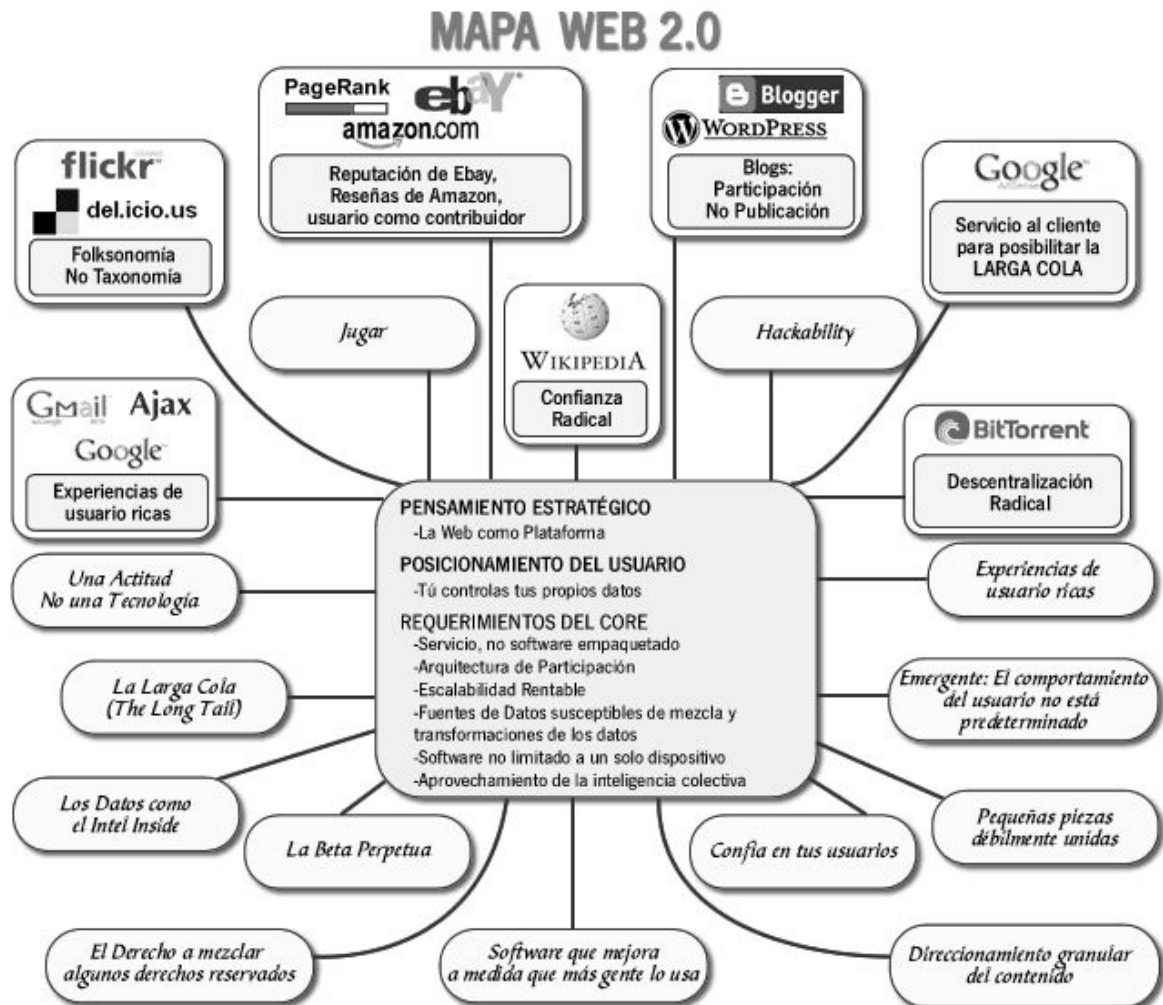 MAPA WEB 2.0
PageRank
ebaY
amazon.com
Reputación de Ebay,
Reseñas de Amazon,
usuario como contribuidor
Blogger
WORDPRESS
Blogs:
Participación
No Publicación
flickr
del.icio.us
Folksonomía
No Taxonomía
Google
AdSense
Servicio al cliente
para posibilitar la
LARGA COLA
Jugar
WIKIPEDIA
Confianza
Radical
Hackability
GMail Ajax
Google
Experiencias de
usuario ricas
BitTorrent
Descentralización
Radical
PENSAMIENTO ESTRATÉGICO
-La Web como Plataforma
POSICIONAMIENTO DEL USUARIO
-Tú controlas tus propios datos
REQUERIMIENTOS DEL CORE
-Servicio, no software empaquetado
-Arquitectura de Participación
-Escalabilidad Rentable
-Fuentes de Datos susceptibles de mezcla y
transformaciones de los datos
-Software no limitado a un solo dispositivo
-Aprovechamiento de la inteligencia colectiva
Una Actitud
No una Tecnología
Experiencias de
usuario ricas
La Larga Cola
(The Long Tail)
Emergente: El comportamiento
del usuario no está
predeterminado
Los Datos como
el Intel Inside
La Beta Perpetua
Confía en tus usuarios
Pequeñas piezas
débilmente unidas
El Derecho a mezclar
algunos derechos reservados
Software que mejora
a medida que más gente lo usa
Direccionamiento granular
del contenido